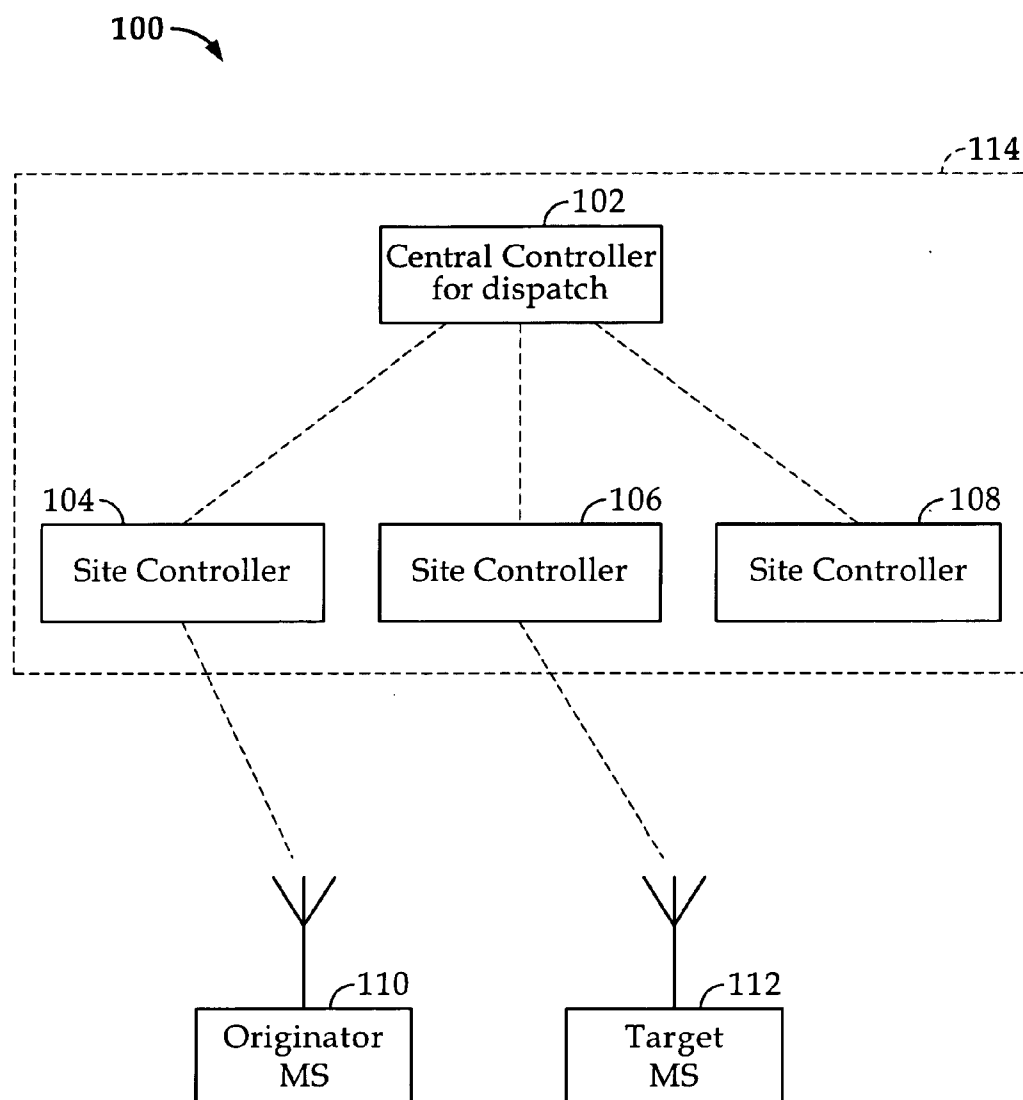 100
114
102
Central Controller
for dispatch
104
106
108
Site Controller
Site Controller
Site Controller
110
112
Originator
MS
Target
MS